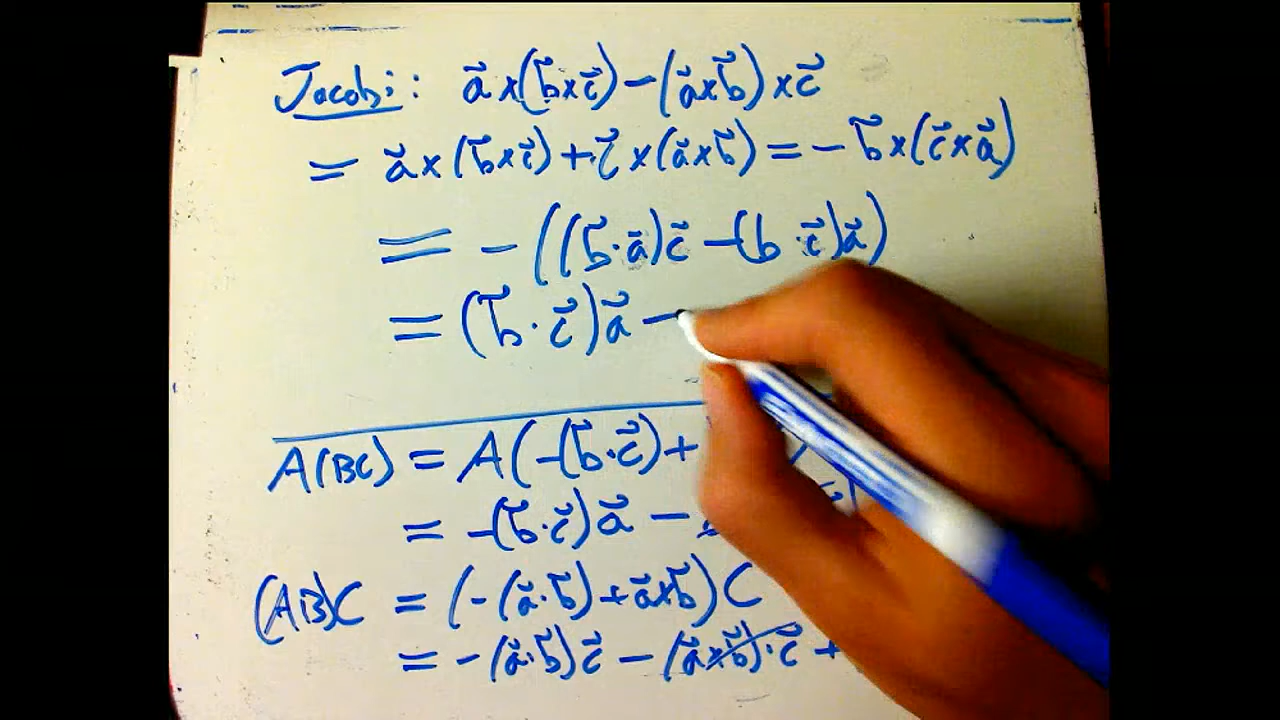 Jacobi: a⃗×(b⃗×c⃗)−(a⃗×b⃗)×c⃗
= a⃗×(b⃗×c⃗)+c⃗×(a⃗×b⃗) = −b⃗×(c⃗×a⃗)
= −((b⃗·a⃗)c⃗−(b·c⃗)a⃗)
= (b⃗·c⃗)a⃗−
A(BC) = A(−(b⃗·c⃗)+
= −(b⃗·c⃗)a⃗−
(AB)C = (−(a⃗·b⃗)+a⃗×b⃗)C
= −(a⃗·b⃗)c⃗−(a⃗×b⃗)·c⃗+